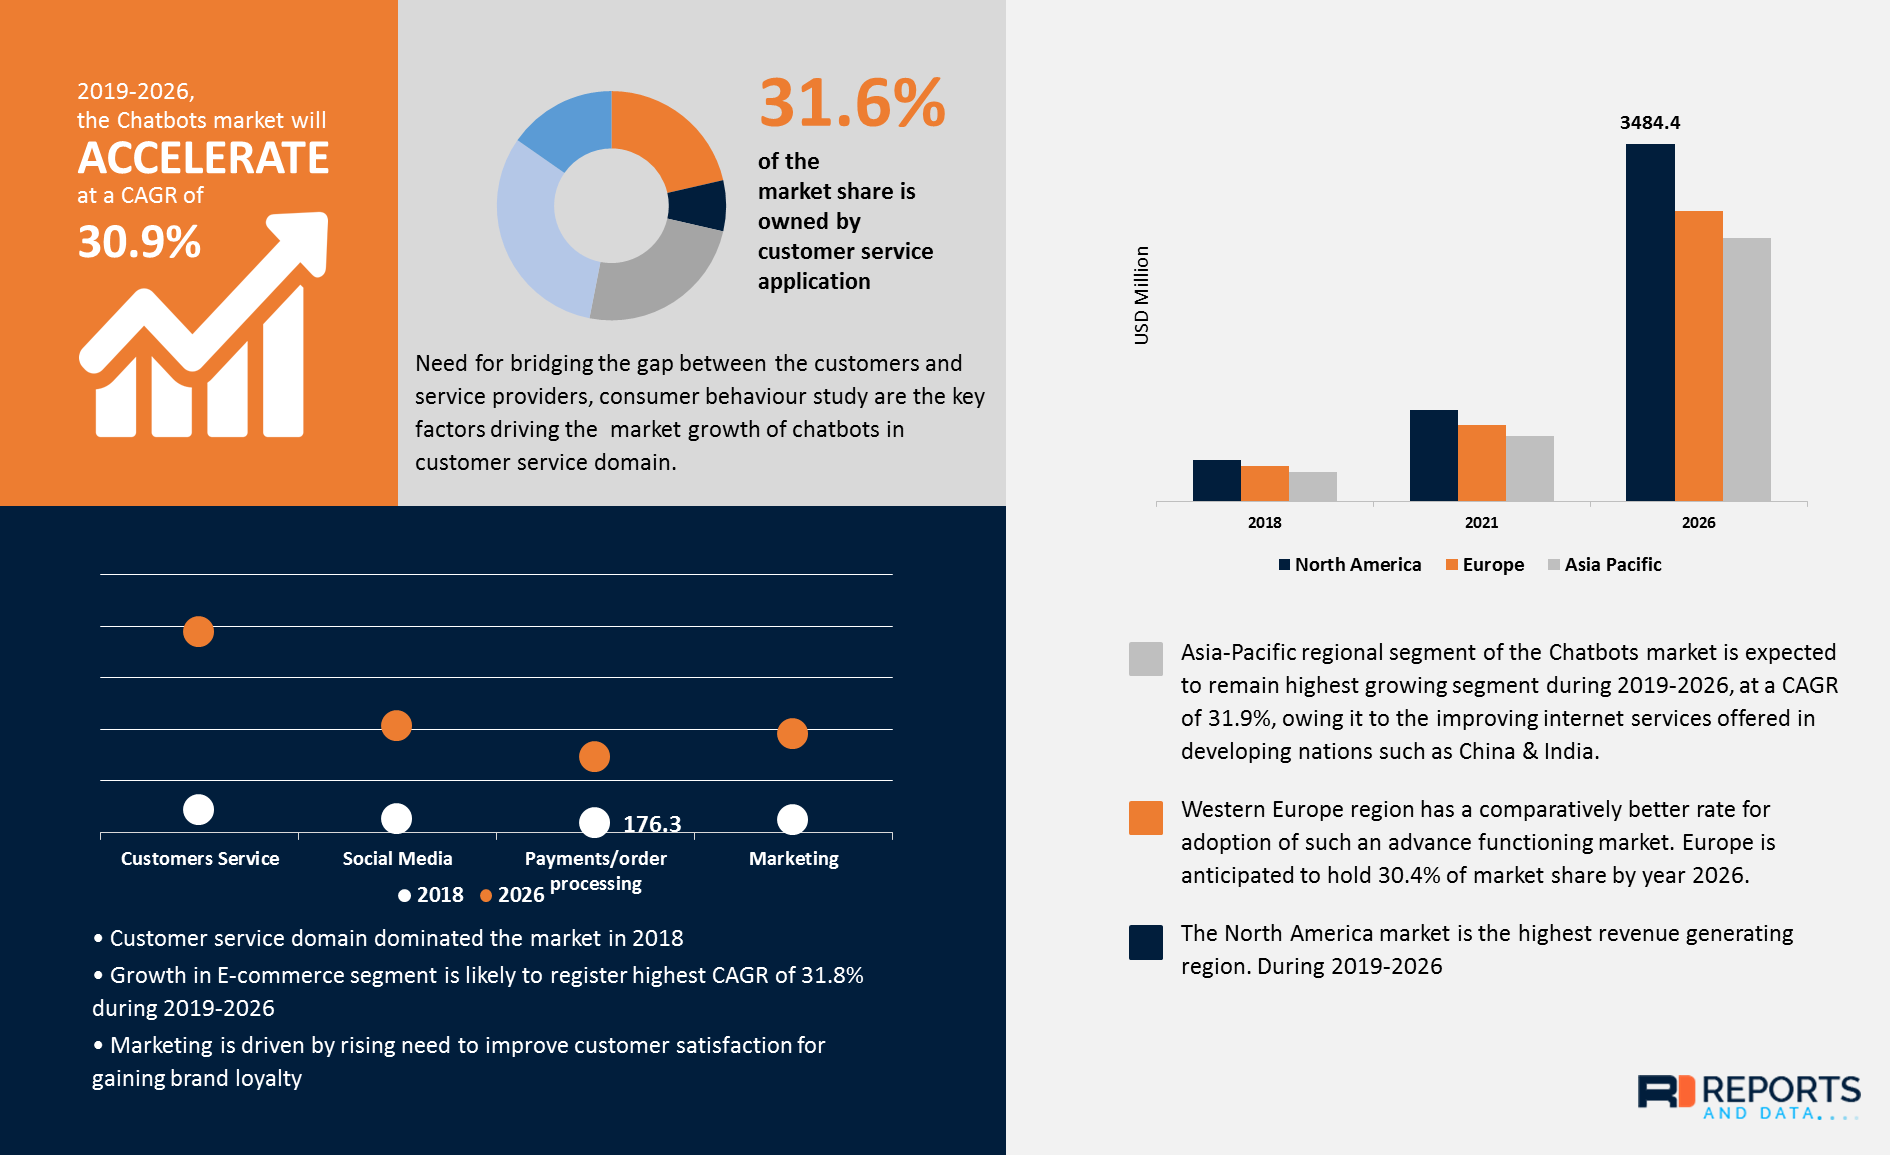 2019-2026,
the Chatbots market will
ACCELERATE
at a CAGR of
30.9%
31.6%
of the
market share is
owned by
customer service
application
Need for bridging the gap between the customers and
service providers, consumer behaviour study are the key
factors driving the market growth of chatbots in
customer service domain.
176.3
Customers Service
Social Media
Payments/order
processing
Marketing
2018 2026
• Customer service domain dominated the market in 2018
• Growth in E-commerce segment is likely to register highest CAGR of 31.8%
during 2019-2026
• Marketing is driven by rising need to improve customer satisfaction for
gaining brand loyalty
USD Million
3484.4
2018 2021 2026
North America Europe Asia Pacific
Asia-Pacific regional segment of the Chatbots market is expected
to remain highest growing segment during 2019-2026, at a CAGR
of 31.9%, owing it to the improving internet services offered in
developing nations such as China & India.
Western Europe region has a comparatively better rate for
adoption of such an advance functioning market. Europe is
anticipated to hold 30.4% of market share by year 2026.
The North America market is the highest revenue generating
region. During 2019-2026
REPORTS
AND DATA....